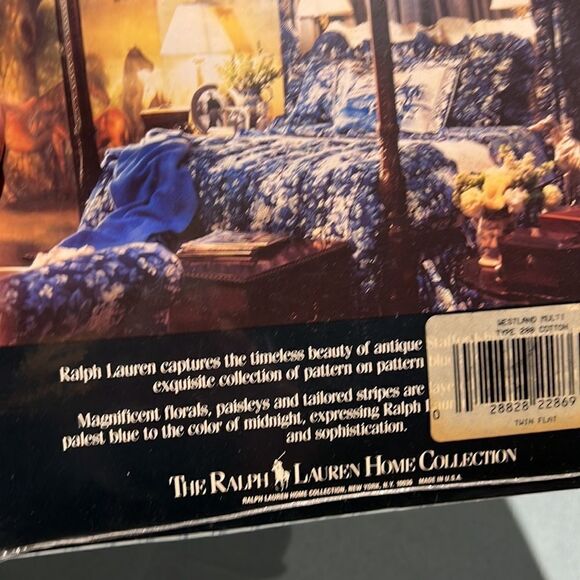 Ralph Lauren captures the timeless beauty of antique
exquisite collection of pattern on pattern
Magnificent florals, paisleys and tailored stripes are
palest blue to the color of midnight, expressing Ralph
and sophistication.
THE RALPH LAUREN HOME COLLECTION
RALPH LAUREN HOME COLLECTION, NEW YORK, N.Y. 10036 MADE IN U.S.A.
WESTLAND MULTI
TYPE 200 COTTON
0 28828 22869
TWIN FLAT